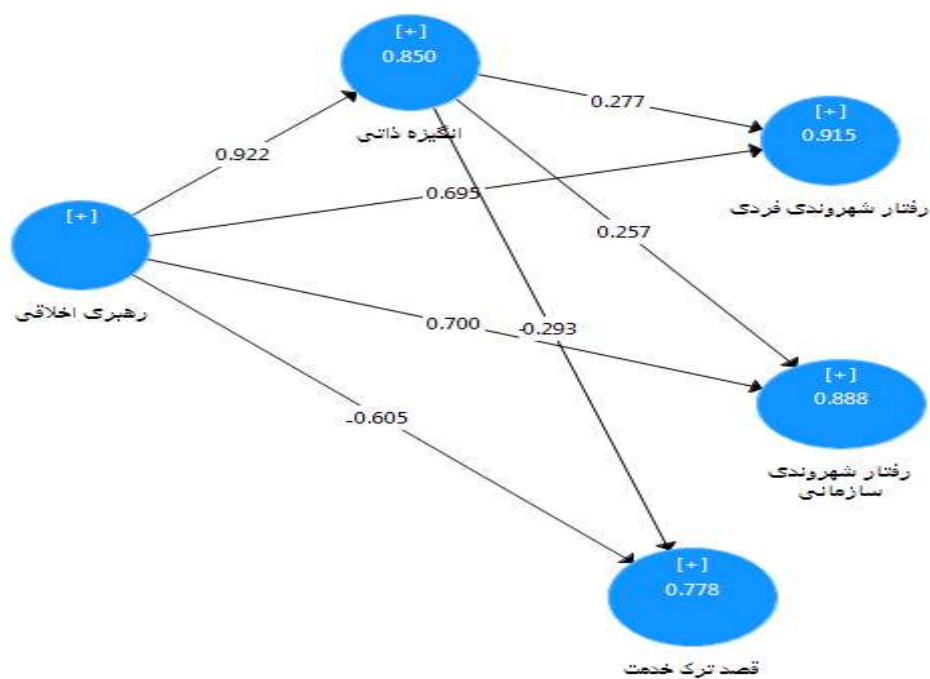 [+]
0.850
انگیزه ذاتی
0.277
[+]
0.915
رفتار شهروندی فردی
0.922
0.695
[+]
رهبری اخلاقی
0.257
0.700
-0.293
[+]
0.888
رفتار شهروندی
سازمانی
-0.605
[+]
0.778
قصد ترک خدمت